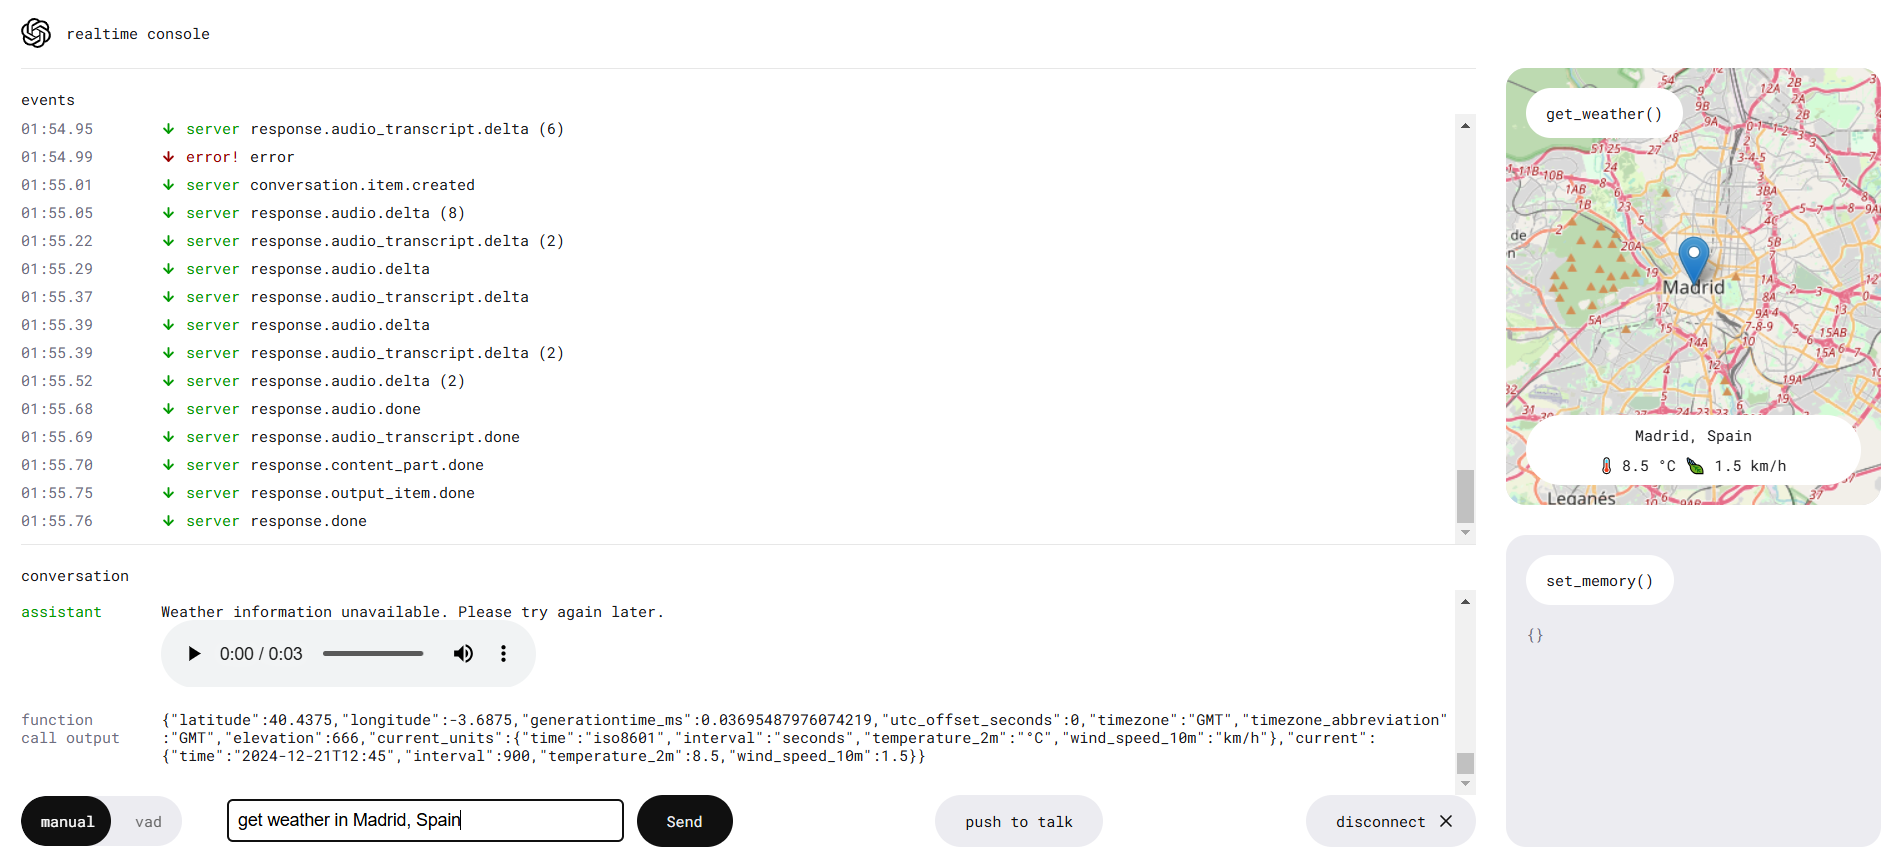 realtime console
events
01:54.95 ↓ server response.audio_transcript.delta (6)
01:54.99 ↓ error! error
01:55.01 ↓ server conversation.item.created
01:55.05 ↓ server response.audio.delta (8)
01:55.22 ↓ server response.audio_transcript.delta (2)
01:55.29 ↓ server response.audio.delta
01:55.37 ↓ server response.audio_transcript.delta
01:55.39 ↓ server response.audio.delta
01:55.39 ↓ server response.audio_transcript.delta (2)
01:55.52 ↓ server response.audio.delta (2)
01:55.68 ↓ server response.audio.done
01:55.69 ↓ server response.audio_transcript.done
01:55.70 ↓ server response.content_part.done
01:55.75 ↓ server response.output_item.done
01:55.76 ↓ server response.done
conversation
assistant Weather information unavailable. Please try again later.
0:00 / 0:03
function call output
{"latitude":40.4375,"longitude":-3.6875,"generationtime_ms":0.03695487976074219,"utc_offset_seconds":0,"timezone":"GMT","timezone_abbreviation"
:"GMT","elevation":666,"current_units":{"time":"iso8601","interval":"seconds","temperature_2m":"°C","wind_speed_10m":"km/h"},"current":
{"time":"2024-12-21T12:45","interval":900,"temperature_2m":8.5,"wind_speed_10m":1.5}}
manual vad
get weather in Madrid, Spain
Send
push to talk
disconnect
get_weather()
Madrid
Madrid, Spain
8.5 °C 1.5 km/h
Leganés
set_memory()
{}